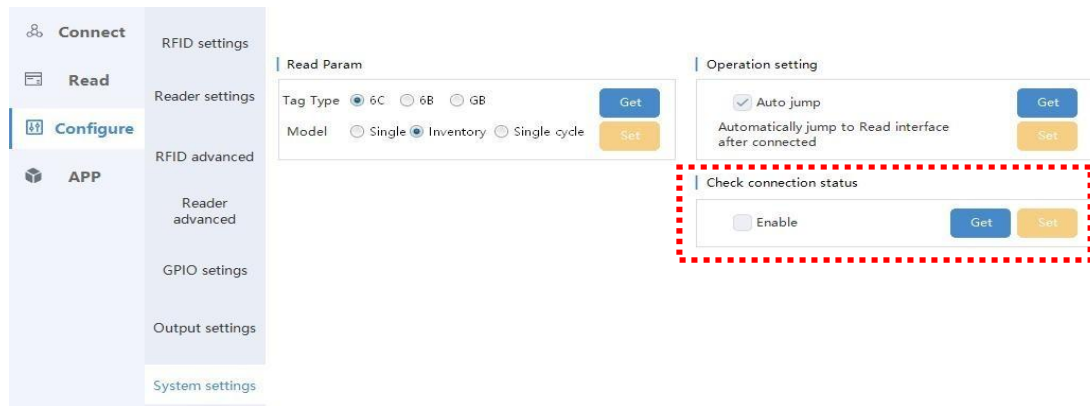 Connect
Read
Configure
APP
RFID settings
Reader settings
RFID advanced
Reader
advanced
GPIO setings
Output settings
System settings
Read Param
Tag Type 6C 6B GB
Get
Model Single Inventory Single cycle
Set
Operation setting
Auto jump
Get
Automatically jump to Read interface
after connected
Set
Check connection status
Enable
Get
Set